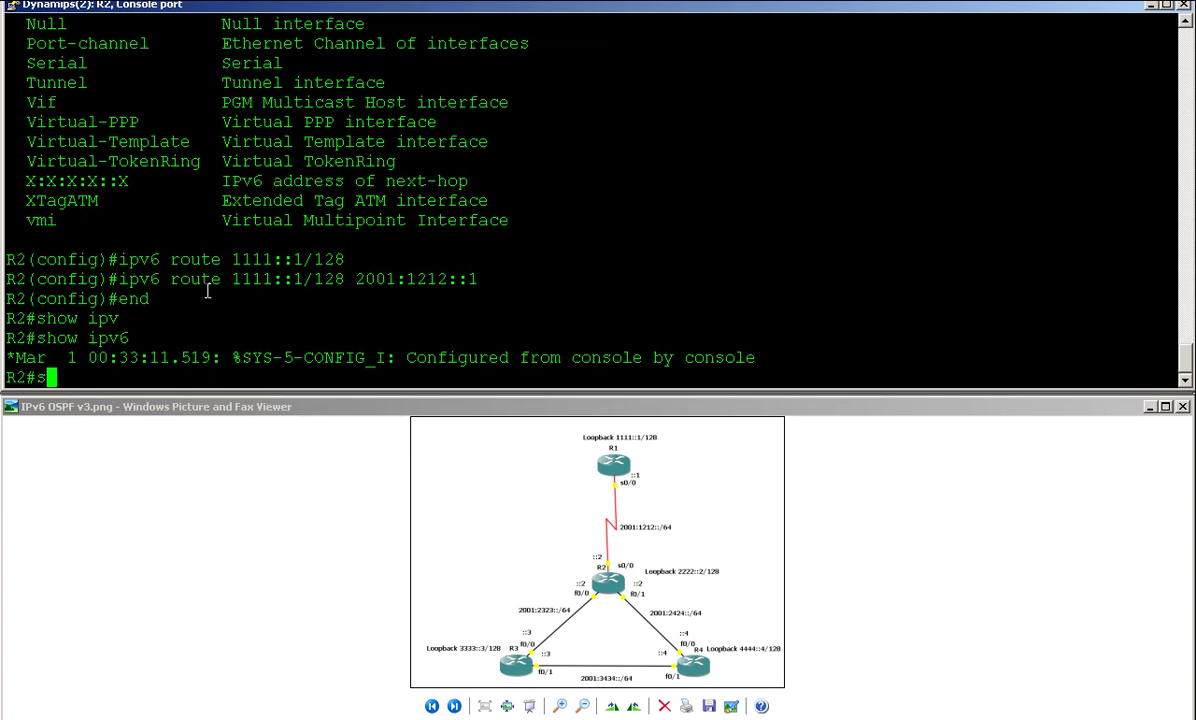 Dynamips(2): R2, Console port
Null Null interface
Port-channel Ethernet Channel of interfaces
Serial Serial
Tunnel Tunnel interface
Vif PGM Multicast Host interface
Virtual-PPP Virtual PPP interface
Virtual-Template Virtual Template interface
Virtual-TokenRing Virtual TokenRing
X:X:X:X::X IPv6 address of next-hop
XTagATM Extended Tag ATM interface
vmi Virtual Multipoint Interface
R2(config)#ipv6 route 1111::1/128
R2(config)#ipv6 route 1111::1/128 2001:1212::1
R2(config)#end
R2#show ipv
R2#show ipv6
*Mar 1 00:33:11.519: %SYS-5-CONFIG_I: Configured from console by console
R2#s
IPv6 OSPF v3.png - Windows Picture and Fax Viewer
Loopback 1111::1/128
R1
::1
s0/0
2001:1212::/64
::2
R2 s0/0
Loopback 2222::2/128
::2 ::2
f0/0 f0/1
2001:2323::/64 2001:2424::/64
::3 ::4
f0/0 f0/0
Loopback 3333::3/128 R3 ::3 ::4 R4 Loopback 4444::4/128
f0/1 f0/1
2001:3434::/64